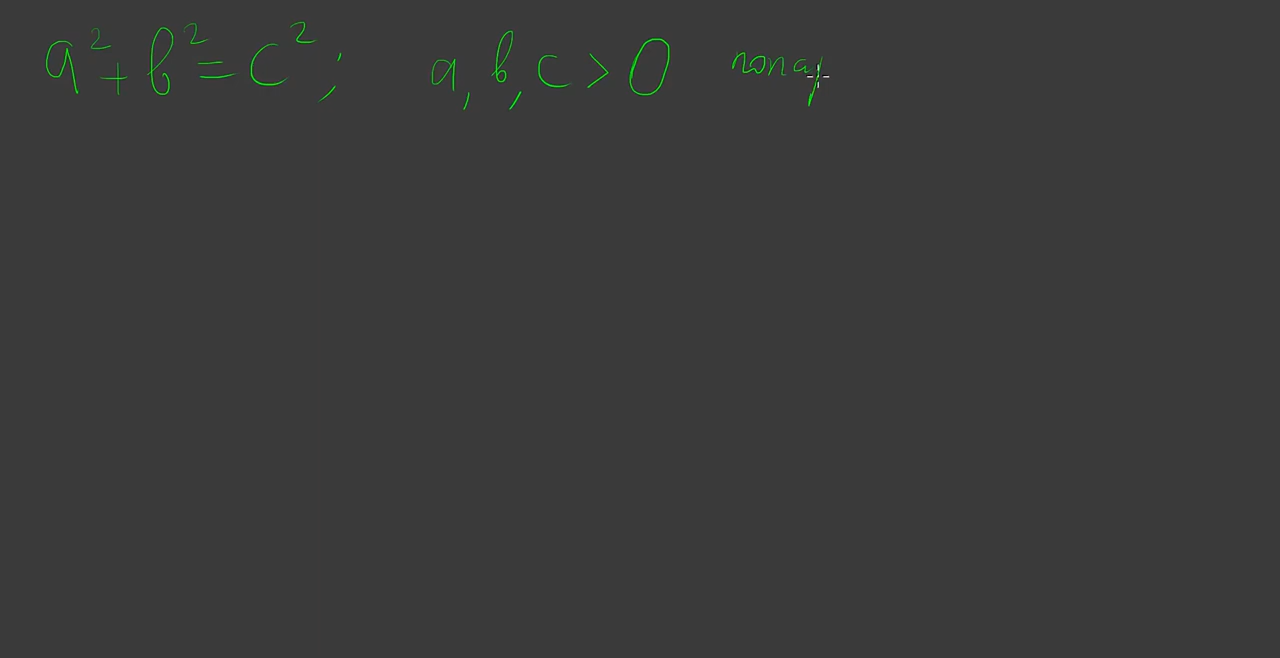 a² + b² = c² ; a, b, c > 0